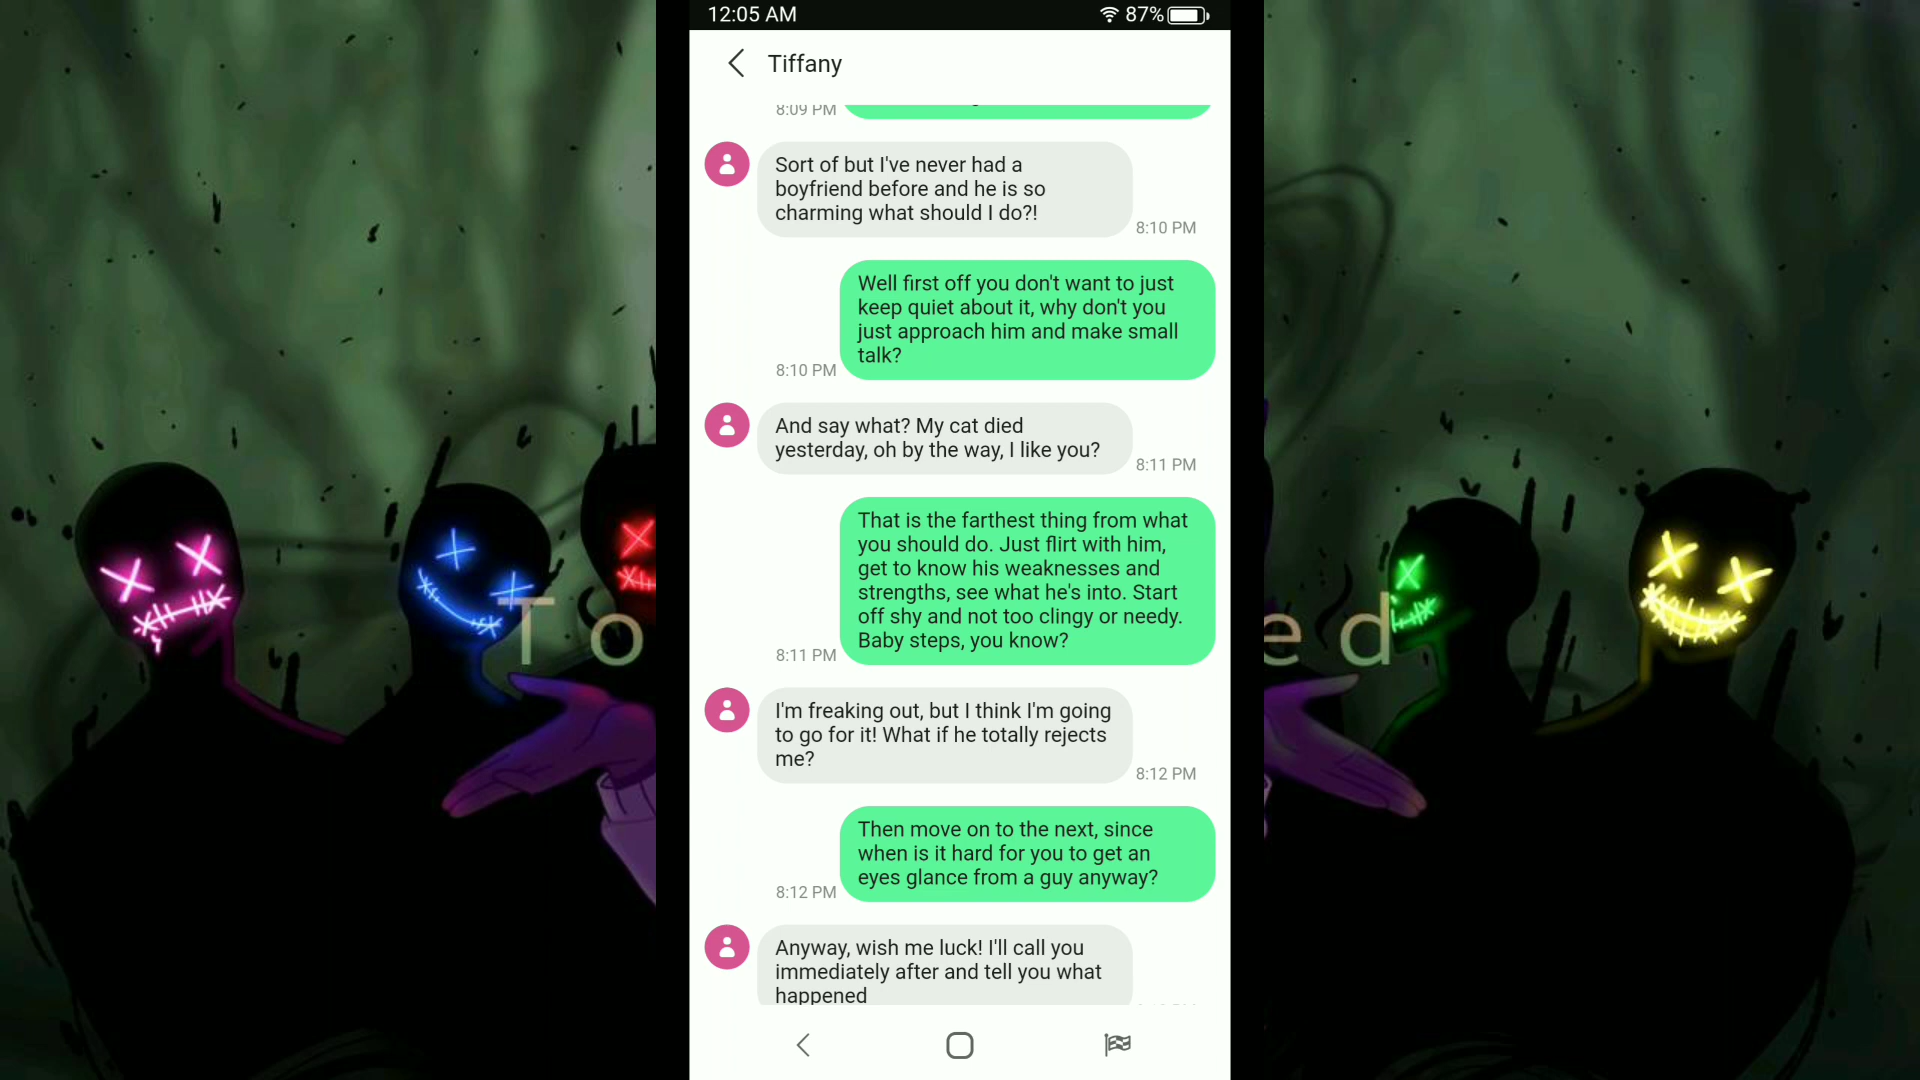 12:05 AM
87%
Tiffany
8:09 PM
Sort of but I've never had a
boyfriend before and he is so
charming what should I do?!
8:10 PM
Well first off you don't want to just
keep quiet about it, why don't you
just approach him and make small
talk?
8:10 PM
And say what? My cat died
yesterday, oh by the way, I like you?
8:11 PM
That is the farthest thing from what
you should do. Just flirt with him,
get to know his weaknesses and
strengths, see what he's into. Start
off shy and not too clingy or needy.
Baby steps, you know?
8:11 PM
I'm freaking out, but I think I'm going
to go for it! What if he totally rejects
me?
8:12 PM
Then move on to the next, since
when is it hard for you to get an
eyes glance from a guy anyway?
8:12 PM
Anyway, wish me luck! I'll call you
immediately after and tell you what
happened
To
ed